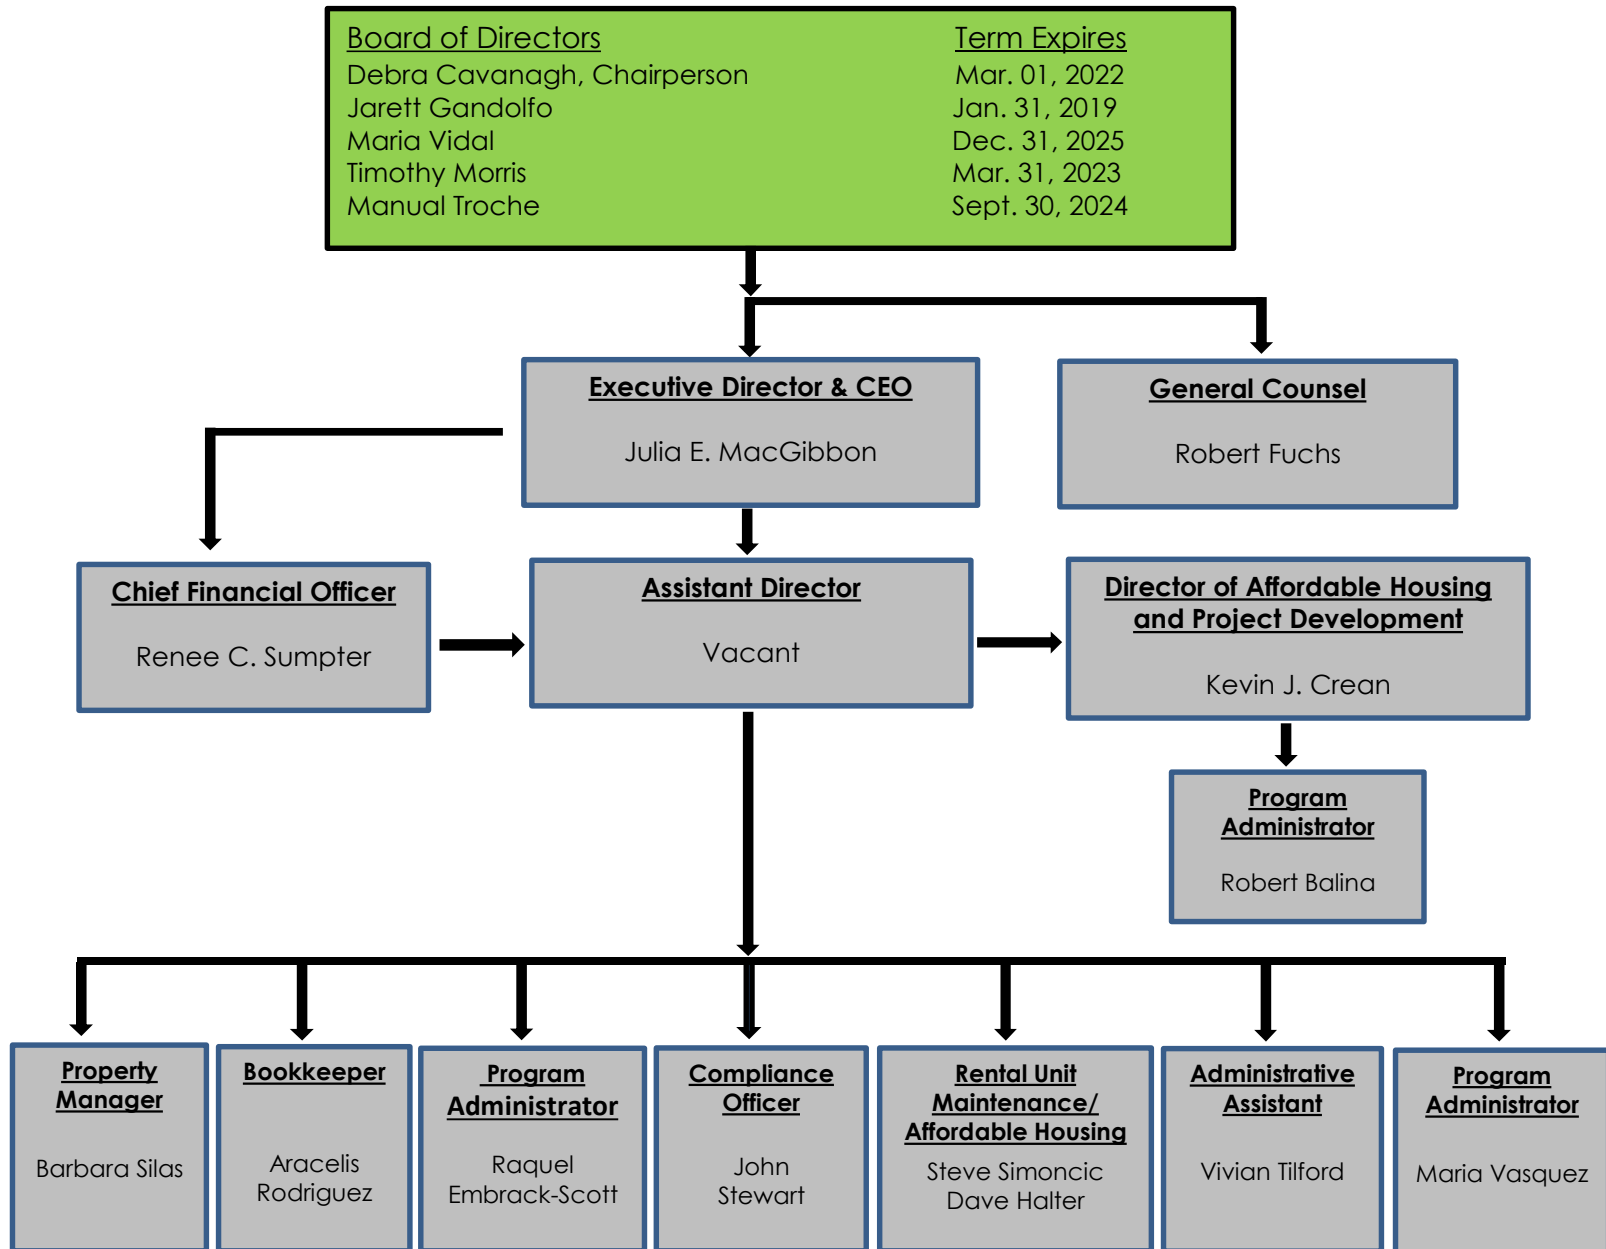 Board of Directors Term Expires
Debra Cavanagh, Chairperson Mar. 01, 2022
Jarett Gandolfo Jan. 31, 2019
Maria Vidal Dec. 31, 2025
Timothy Morris Mar. 31, 2023
Manual Troche Sept. 30, 2024
Executive Director & CEO
Julia E. MacGibbon
General Counsel
Robert Fuchs
Chief Financial Officer
Renee C. Sumpter
Assistant Director
Vacant
Director of Affordable Housing
and Project Development
Kevin J. Crean
Program
Administrator
Robert Balina
Property
Manager
Barbara Silas
Bookkeeper
Aracelis
Rodriguez
Program
Administrator
Raquel
Embrack-Scott
Compliance
Officer
John
Stewart
Rental Unit
Maintenance/
Affordable Housing
Steve Simoncic
Dave Halter
Administrative
Assistant
Vivian Tilford
Program
Administrator
Maria Vasquez